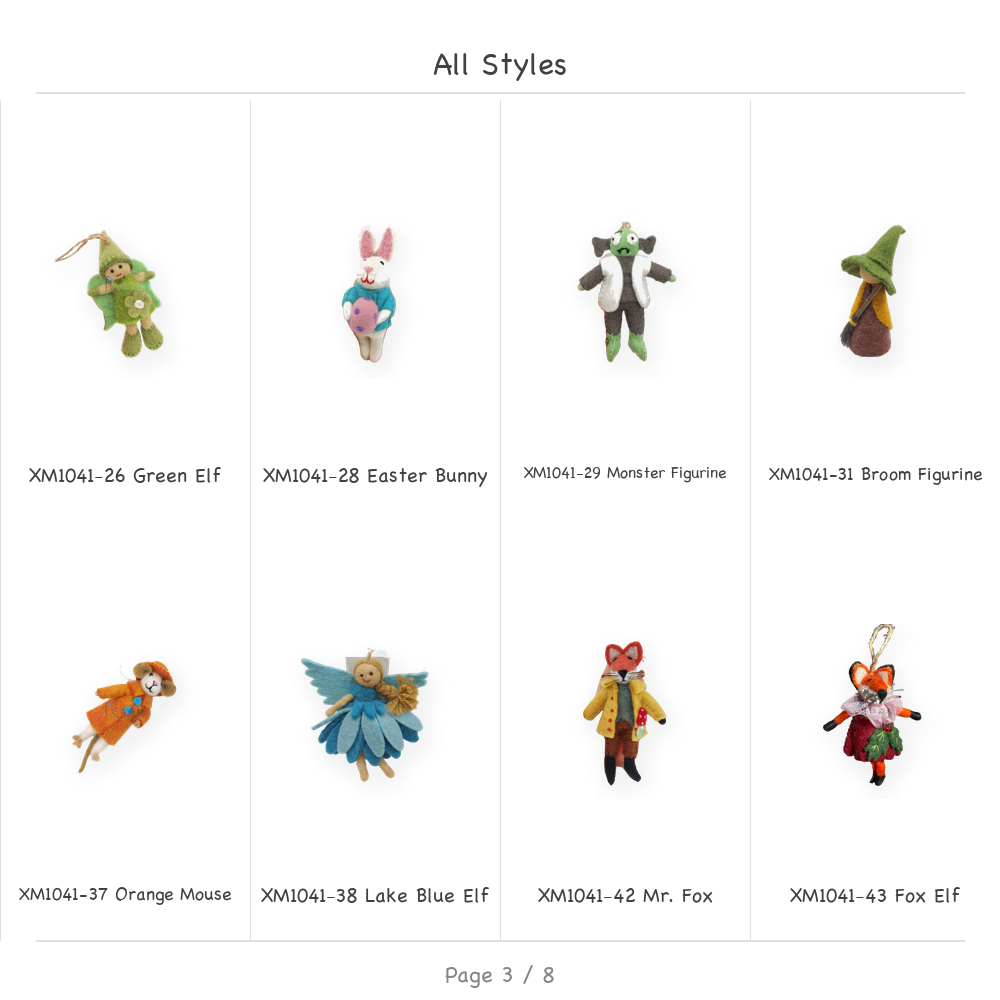 All Styles
XM1041-26 Green Elf
XM1041-28 Easter Bunny
XM1041-29 Monster Figurine
XM1041-31 Broom Figurine
XM1041-37 Orange Mouse
XM1041-38 Lake Blue Elf
XM1041-42 Mr. Fox
XM1041-43 Fox Elf
Page 3 / 8